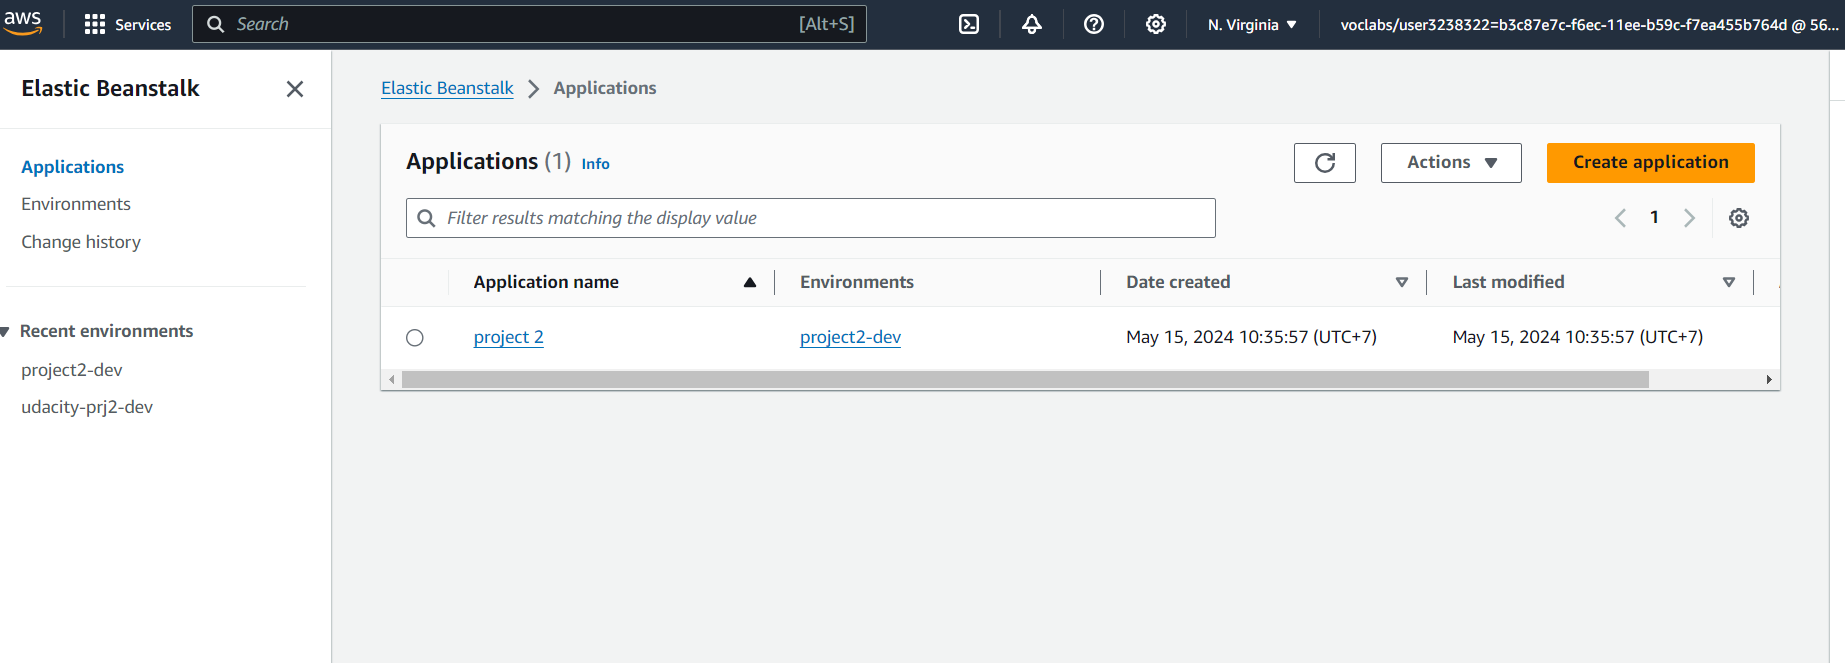 aws Services Search [Alt+S] N. Virginia voclabs/user3238322=b3c87e7c-f6ec-11ee-b59c-f7ea455b764d @ 56...
Elastic Beanstalk
Applications
Environments
Change history
Recent environments
project2-dev
udacity-prj2-dev
Elastic Beanstalk > Applications
Applications (1) Info
Actions
Create application
Filter results matching the display value
1
Application name Environments Date created Last modified
project 2 project2-dev May 15, 2024 10:35:57 (UTC+7) May 15, 2024 10:35:57 (UTC+7)